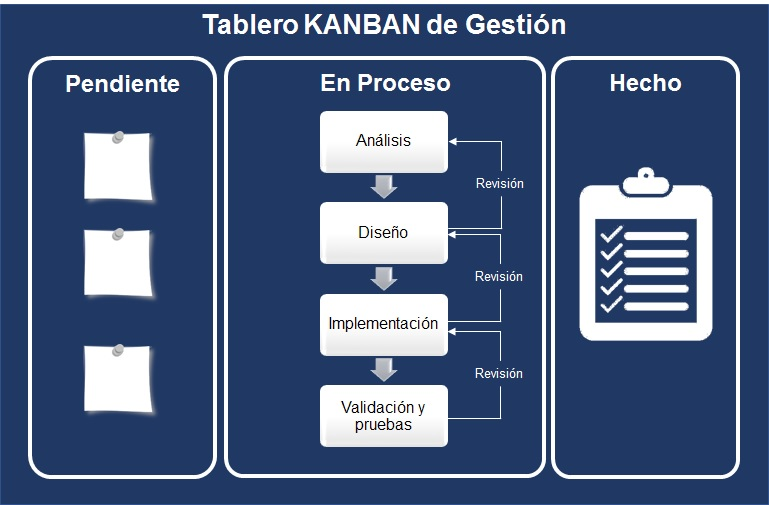 Tablero KANBAN de Gestión
Pendiente
En Proceso
Análisis
Revisión
Diseño
Revisión
Implementación
Revisión
Validación y
pruebas
Hecho